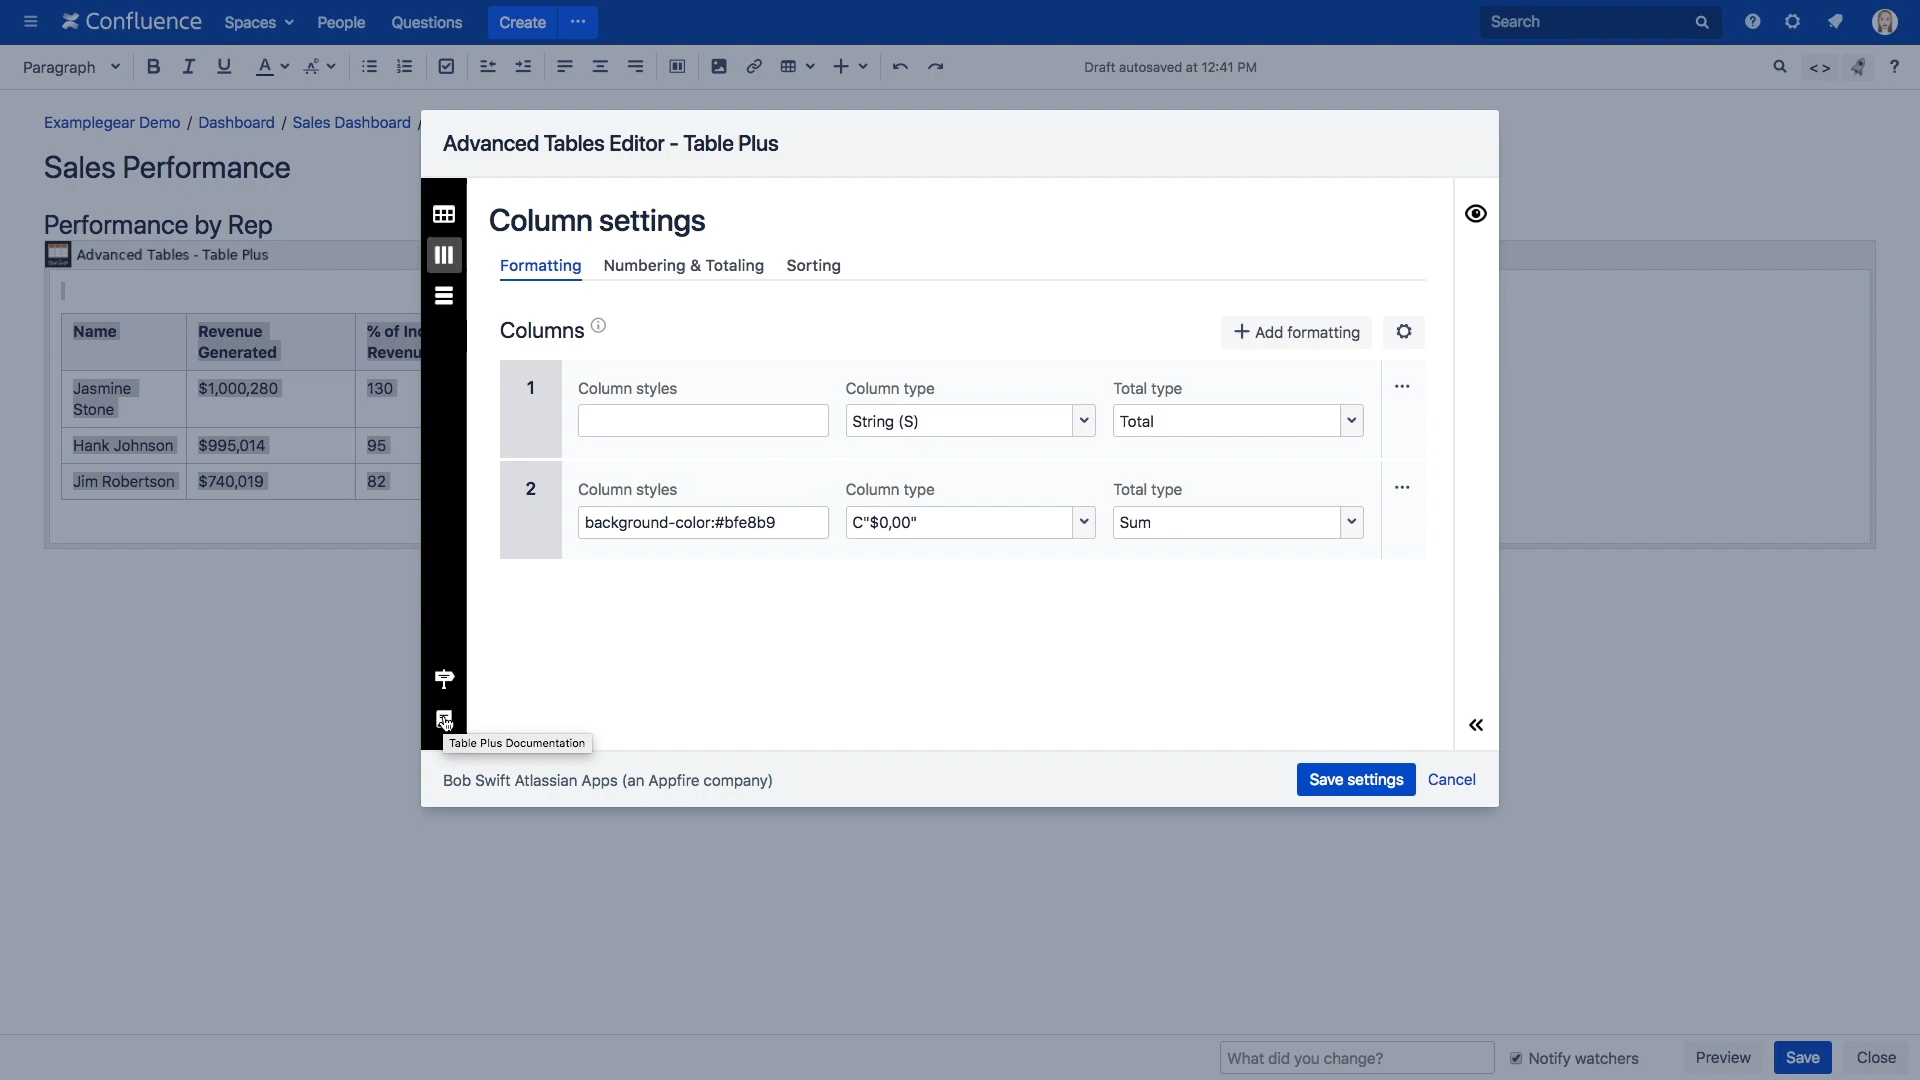 Confluence Spaces People Questions Create ··· Search
Paragraph B I U A Draft autosaved at 12:41 PM < > ?
Examplegear Demo / Dashboard / Sales Dashboard /
Sales Performance
Performance by Rep
Advanced Tables - Table Plus
Name Revenue Generated % of Inc Revenu
Jasmine Stone $1,000,280 130
Hank Johnson $995,014 95
Jim Robertson $740,019 82
Advanced Tables Editor - Table Plus
Column settings
Formatting Numbering & Totaling Sorting
Columns
+ Add formatting
1 Column styles Column type Total type ···
String (S) Total
2 Column styles Column type Total type ···
background-color:#bfe8b9 C"$0,00" Sum
Table Plus Documentation
Bob Swift Atlassian Apps (an Appfire company)
Save settings Cancel
What did you change? Notify watchers Preview Save Close